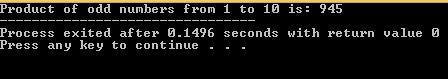 Product of odd numbers from 1 to 10 is: 945
--------------------------------
Process exited after 0.1496 seconds with return value 0
Press any key to continue . . .